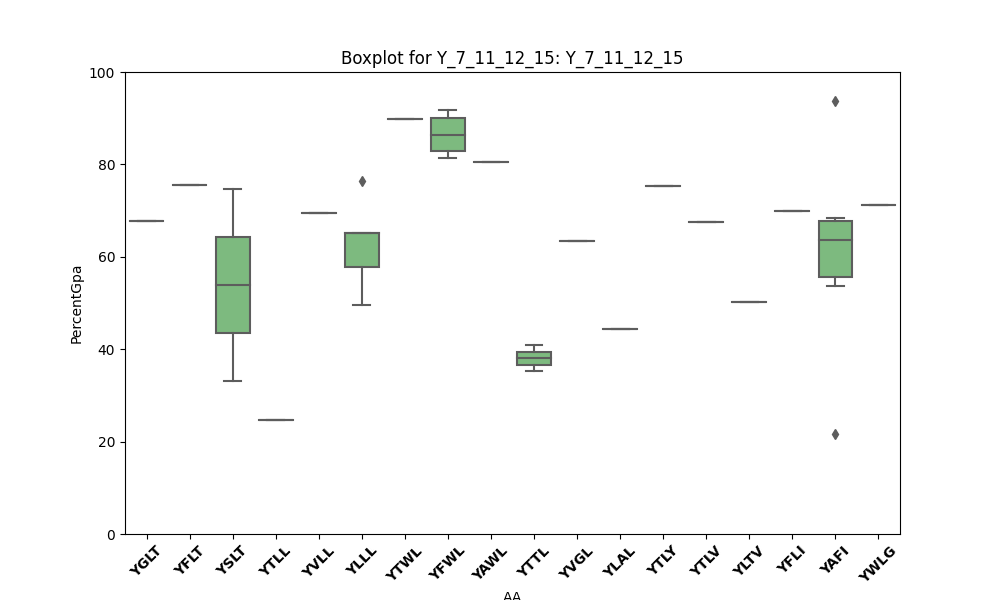 Boxplot for Y_7_11_12_15: Y_7_11_12_15
100
80
60
40
20
0
PercentGpa
YGLT YFLT YSLT YTLL YVLL YLLL YTWL YFWL YAWL YTTL YVGL YLAL YTLY YTLV YLTV YFLI YAFI YWLG
AA